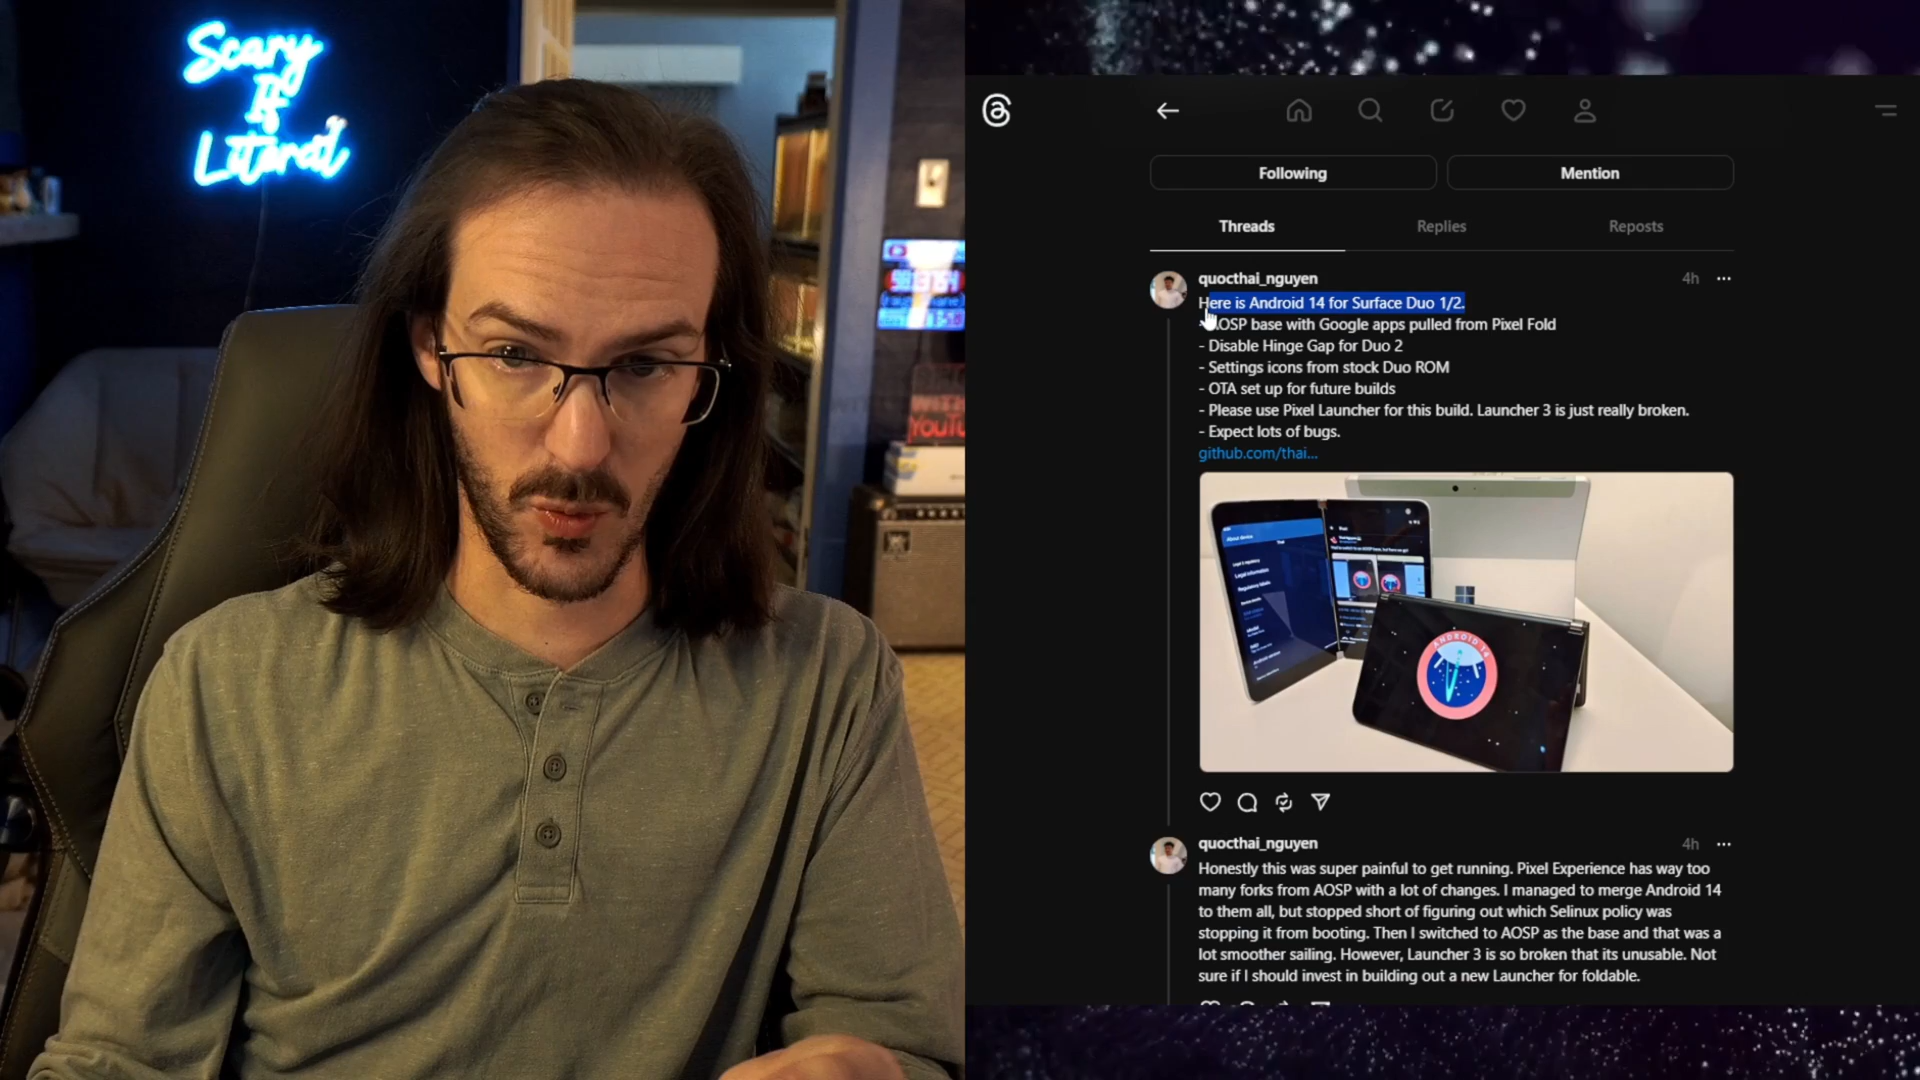 Scary
If
Literal
Following
Mention
Threads
Replies
Reposts
quocthai_nguyen
4h
Here is Android 14 for Surface Duo 1/2.
- AOSP base with Google apps pulled from Pixel Fold
- Disable Hinge Gap for Duo 2
- Settings icons from stock Duo ROM
- OTA set up for future builds
- Please use Pixel Launcher for this build. Launcher 3 is just really broken.
- Expect lots of bugs.
github.com/thai...
ANDROID 14
quocthai_nguyen
4h
Honestly this was super painful to get running. Pixel Experience has way too
many forks from AOSP with a lot of changes. I managed to merge Android 14
to them all, but stopped short of figuring out which Selinux policy was
stopping it from booting. Then I switched to AOSP as the base and that was a
lot smoother sailing. However, Launcher 3 is so broken that its unusable. Not
sure if I should invest in building out a new Launcher for foldable.